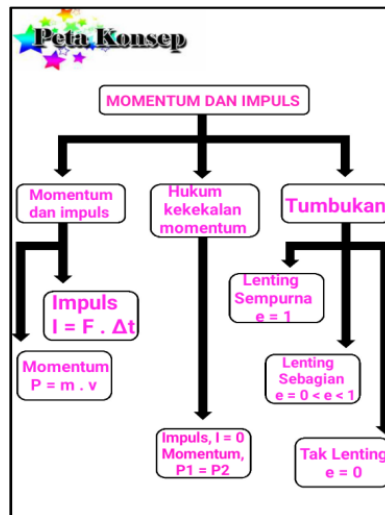 Peta Konsep
MOMENTUM DAN IMPULS
Momentum
dan impuls
Hukum
kekekalan
momentum
Tumbukan
Impuls
I = F . Δt
Momentum
P = m . v
Impuls, I = 0
Momentum,
P1 = P2
Lenting
Sempurna
e = 1
Lenting
Sebagian
e = 0 < e < 1
Tak Lenting
e = 0